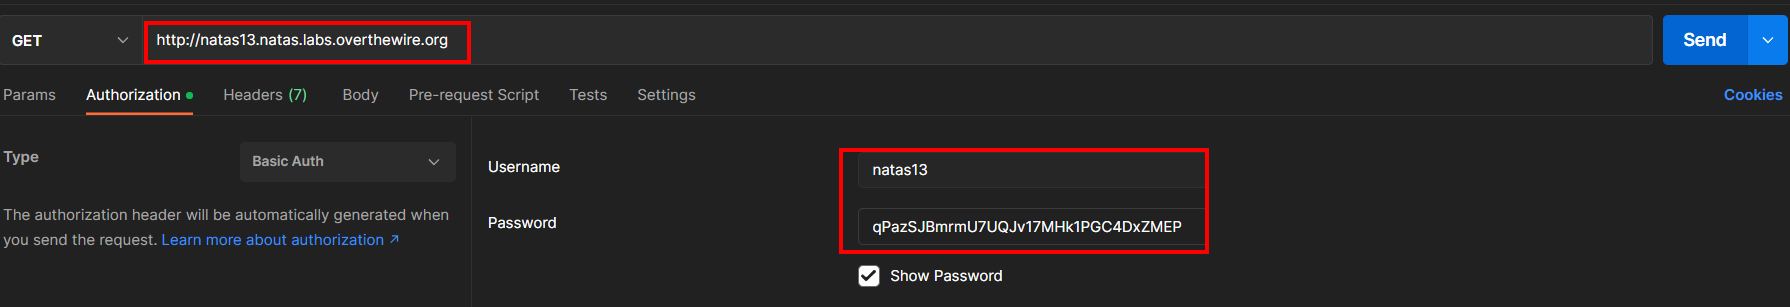 GET http://natas13.natas.labs.overthewire.org Send
Params Authorization Headers (7) Body Pre-request Script Tests Settings Cookies
Type Basic Auth
The authorization header will be automatically generated when
you send the request. Learn more about authorization ↗
Username natas13
Password qPazSJBmrmU7UQJv17MHk1PGC4DxZMEP
Show Password